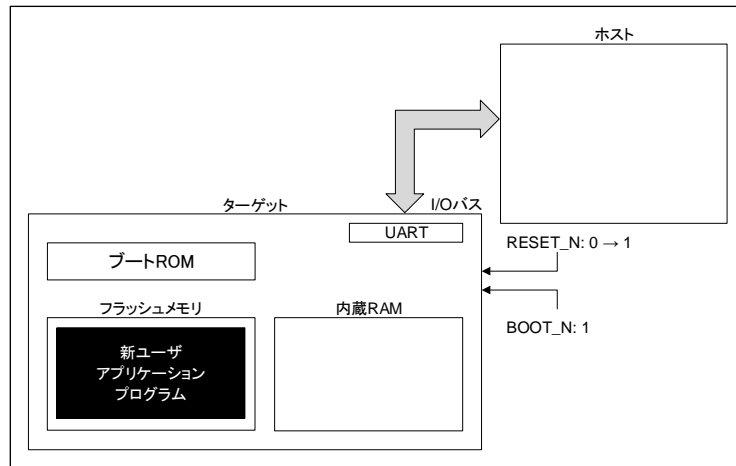 ホスト
ターゲット
I/Oバス
UART
RESET_N: 0 → 1
ブートROM
フラッシュメモリ
内蔵RAM
BOOT_N: 1
新ユーザ
アプリケーション
プログラム